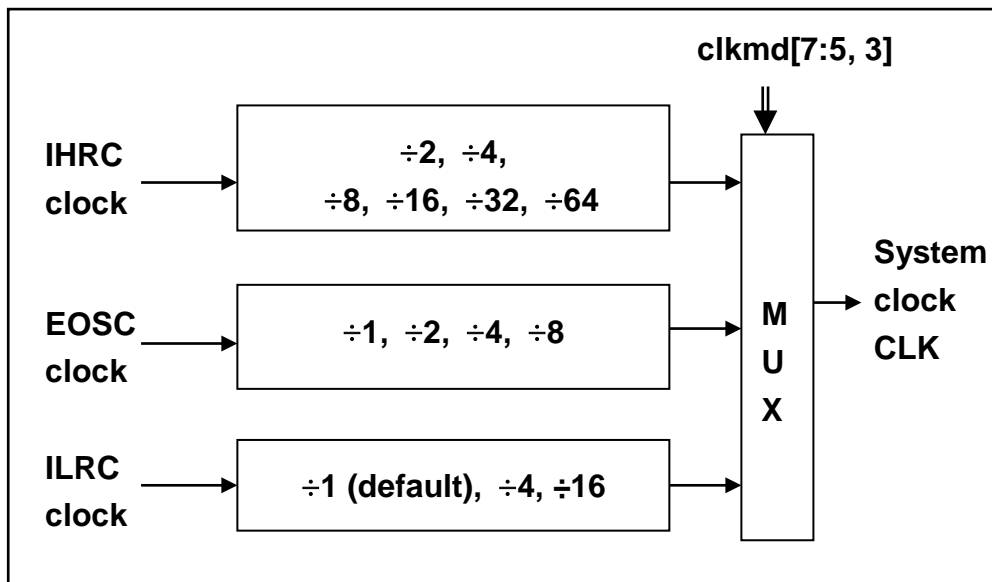 clkmd[7:5, 3]
IHRC
clock
÷2, ÷4,
÷8, ÷16, ÷32, ÷64
EOSC
clock
÷1, ÷2, ÷4, ÷8
ILRC
clock
÷1 (default), ÷4, ÷16
M
U
X
System
clock
CLK